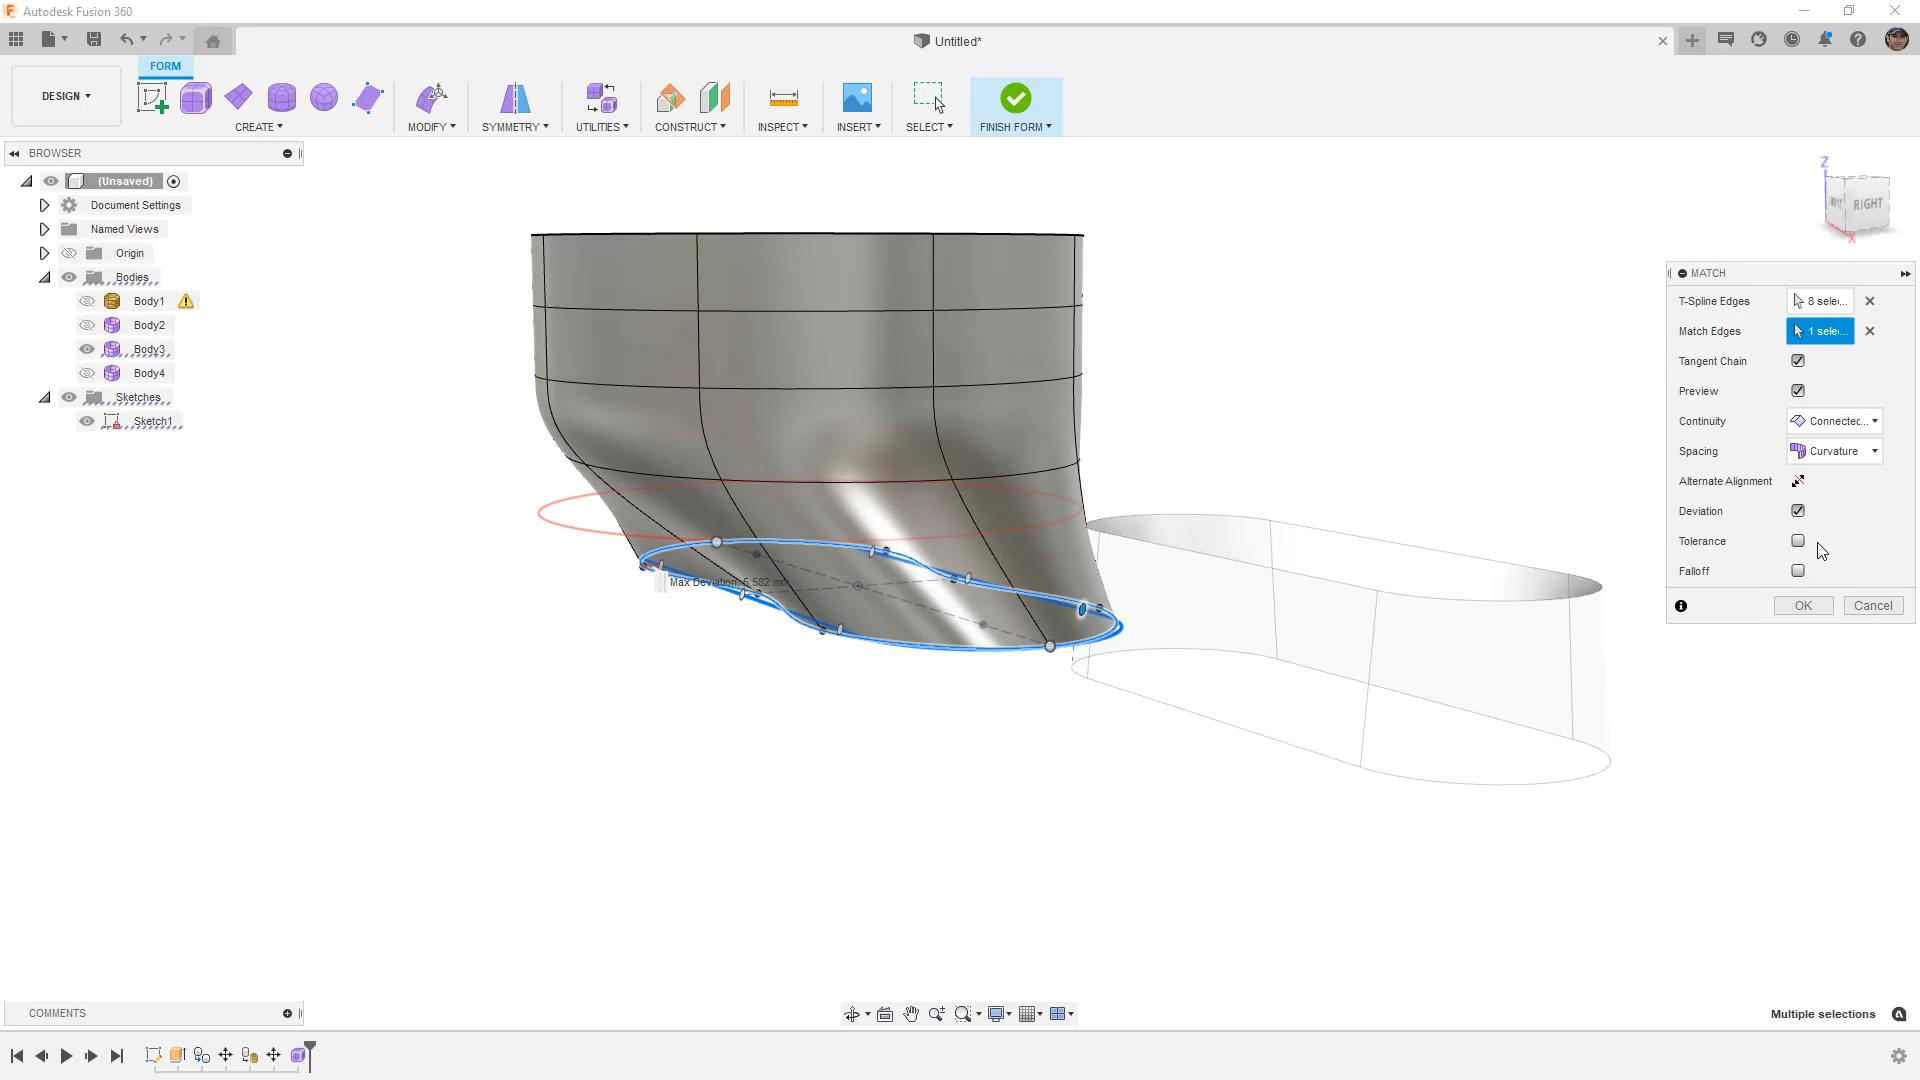 Autodesk Fusion 360
Untitled*
FORM
DESIGN
CREATE
MODIFY
SYMMETRY
UTILITIES
CONSTRUCT
INSPECT
INSERT
SELECT
FINISH FORM
BROWSER
(Unsaved)
Document Settings
Named Views
Origin
Bodies
Body1
Body2
Body3
Body4
Sketches
Sketch1
Z
RIGHT
X
MATCH
T-Spline Edges 8 selec...
Match Edges 1 selec...
Tangent Chain
Preview
Continuity Connectec...
Spacing Curvature
Alternate Alignment
Deviation
Tolerance
Falloff
OK Cancel
Max Deviation: 5.582 mm
COMMENTS
Multiple selections